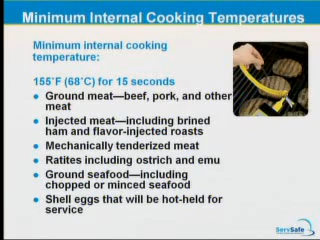 Minimum Internal Cooking Temperatures
Minimum internal cooking
temperature:
155°F (68°C) for 15 seconds
● Ground meat—beef, pork, and other
meat
● Injected meat—including brined
ham and flavor-injected roasts
● Mechanically tenderized meat
● Ratites including ostrich and emu
● Ground seafood—including
chopped or minced seafood
● Shell eggs that will be hot-held for
service
ServSafe